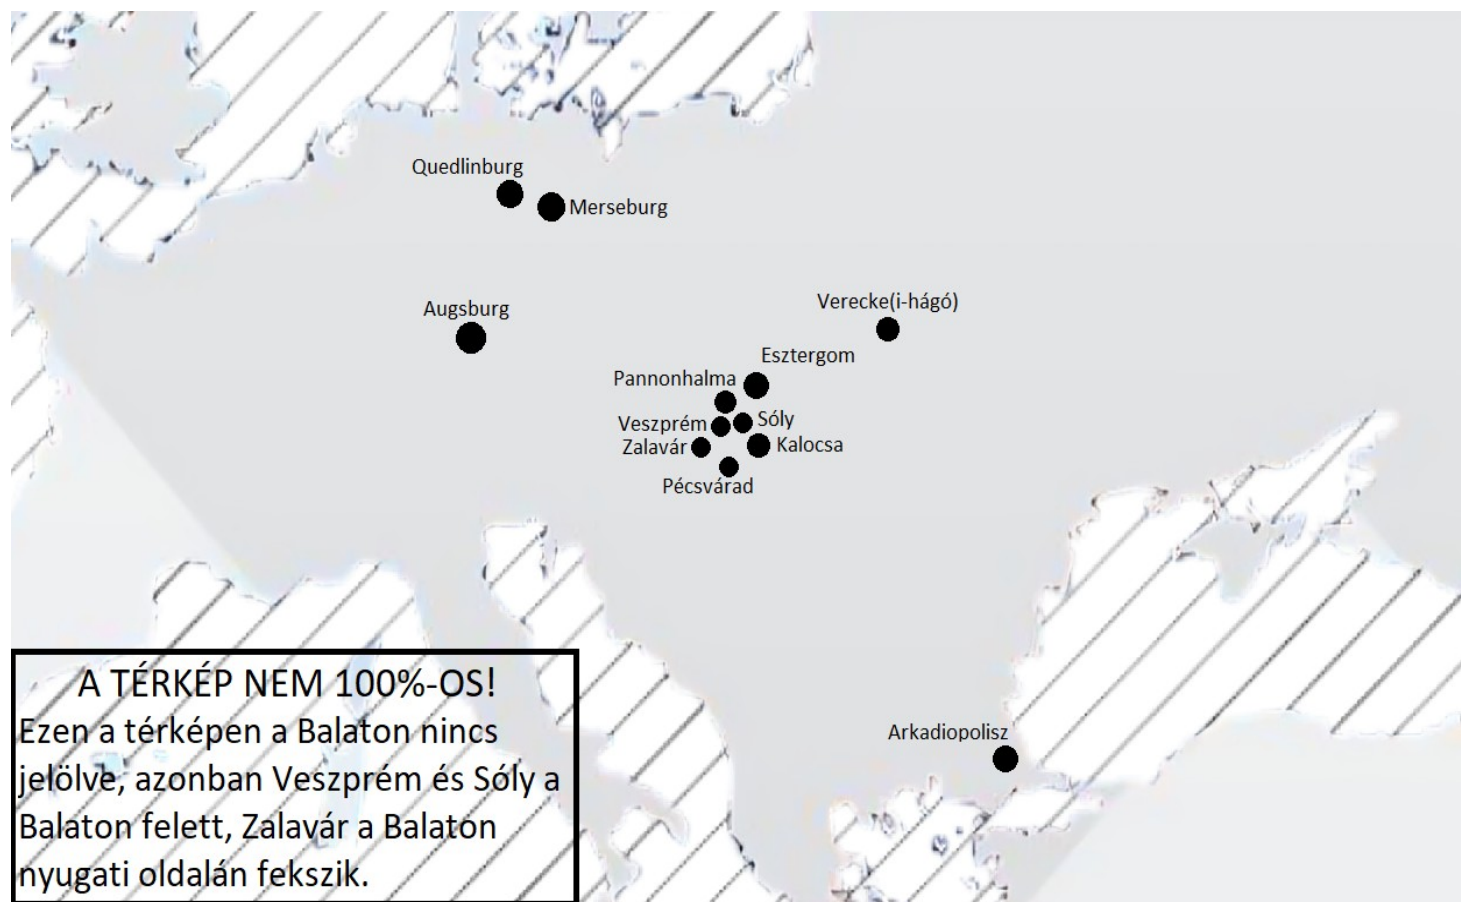 Quedlinburg
Merseburg
Augsburg
Verecke(i-hágó)
Esztergom
Pannonhalma
Veszprém
Sóly
Zalavár
Kalocsa
Pécsvárad
Arkadiopolisz
A TÉRKÉP NEM 100%-OS!
Ezen a térképen a Balaton nincs
jelölve, azonban Veszprém és Sóly a
Balaton felett, Zalavár a Balaton
nyugati oldalán fekszik.